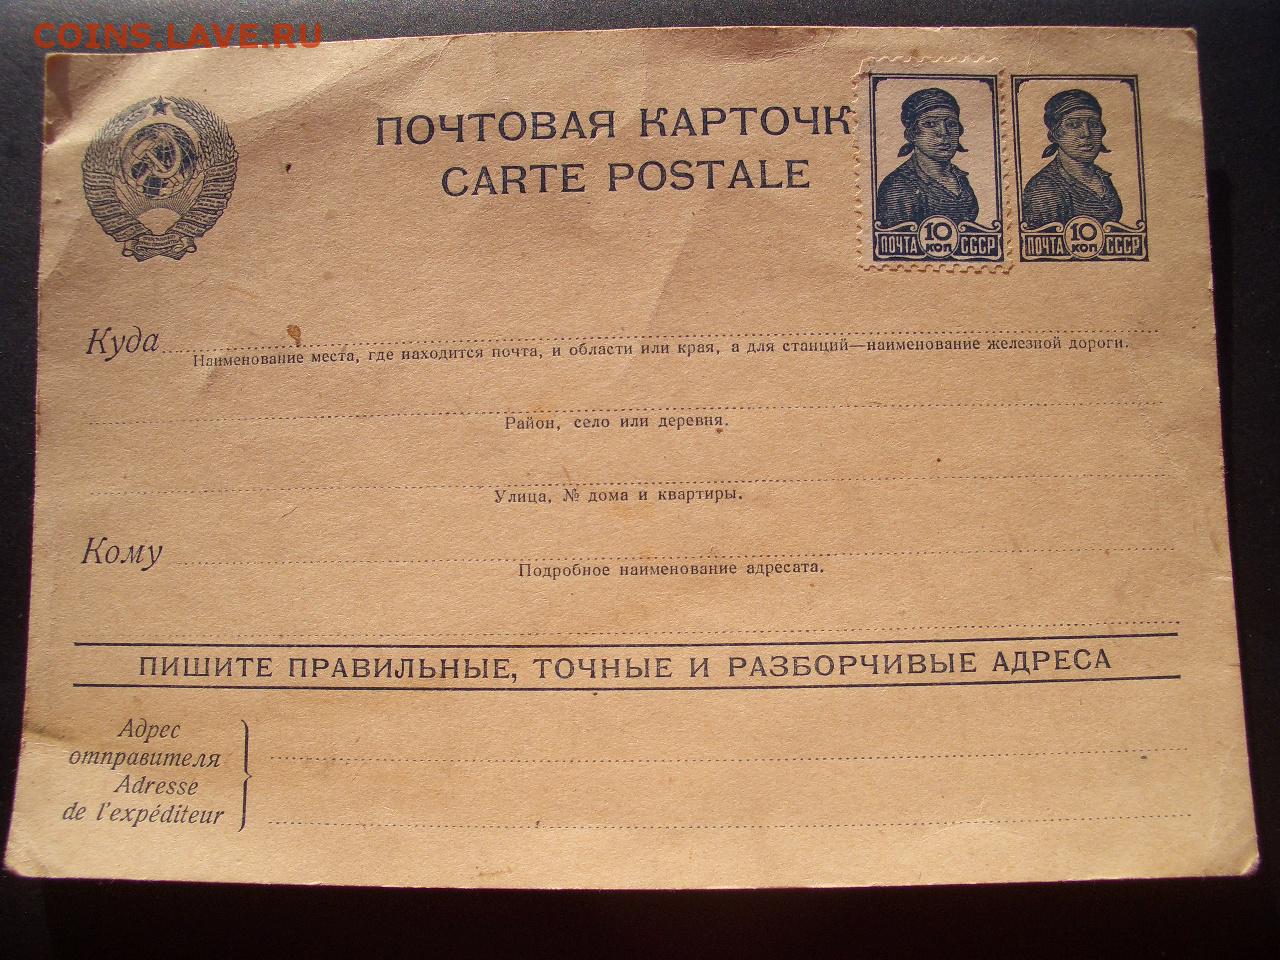 COINS.LAVE.RU
ПОЧТОВАЯ КАРТОЧК
CARTE POSTALE
ПОЧТА 10 КОП СССР
ПОЧТА 10 КОП СССР
Куда
Наименование места, где находится почта, и области или края, а для станций—наименование железной дороги.
Район, село или деревня.
Улица, № дома и квартиры.
Кому
Подробное наименование адресата.
ПИШИТЕ ПРАВИЛЬНЫЕ, ТОЧНЫЕ И РАЗБОРЧИВЫЕ АДРЕСА
Адрес
отправителя
Adresse
de l'expéditeur